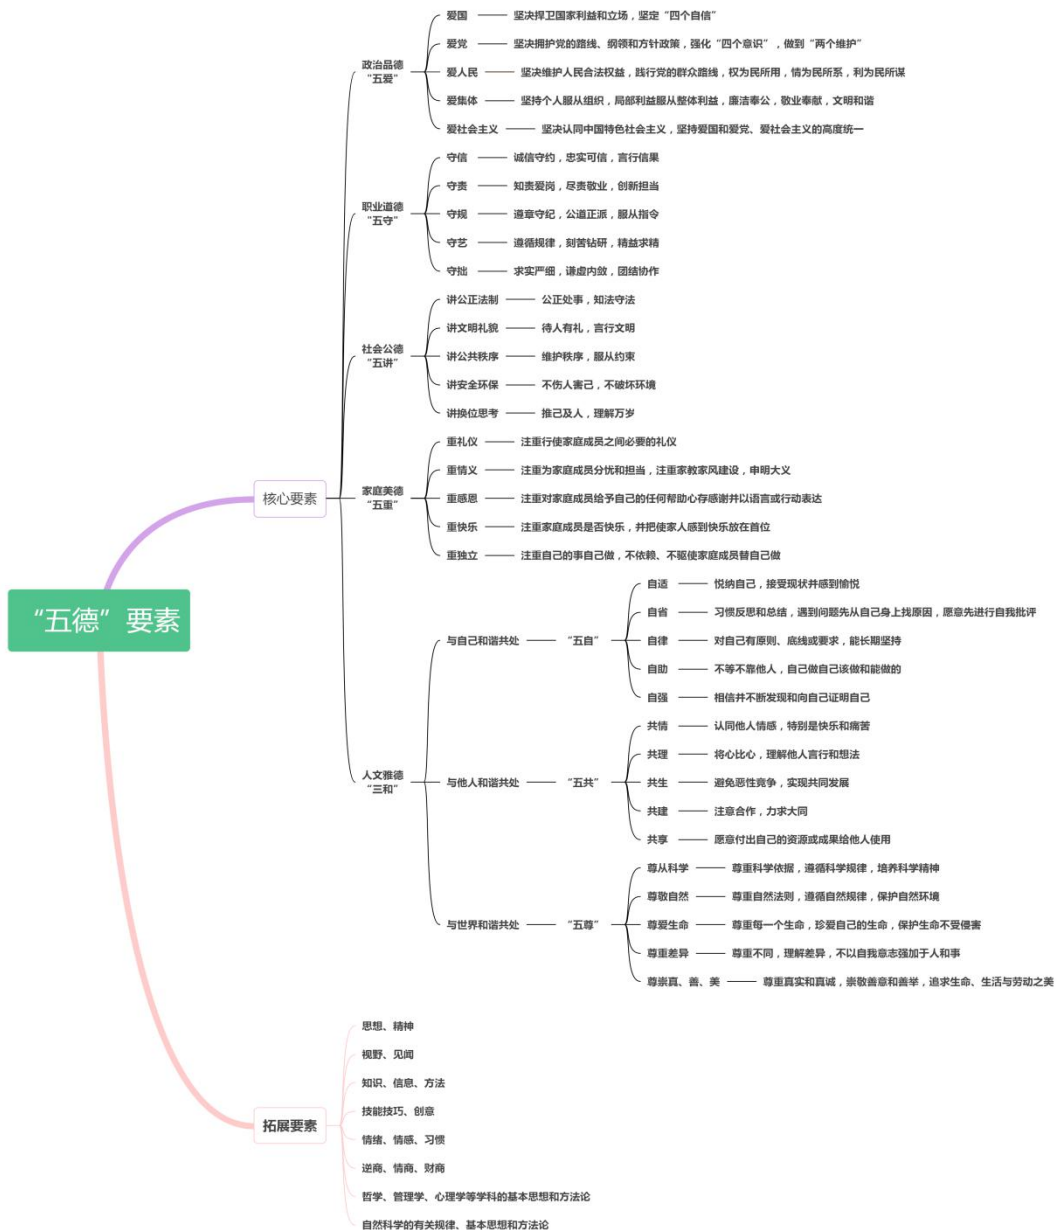 “五德”要素
核心要素
政治品德
“五爱”
爱国 坚决捍卫国家利益和立场，坚定“四个自信”
爱党 坚决拥护党的路线、纲领和方针政策，强化“四个意识”，做到“两个维护”
爱人民 坚决维护人民合法权益，践行党的群众路线，权为民所用，情为民所系，利为民所谋
爱集体 坚持个人服从组织，局部利益服从整体利益，廉洁奉公，敬业奉献，文明和谐
爱社会主义 坚决认同中国特色社会主义，坚持爱国和爱党、爱社会主义的高度统一
职业道德
“五守”
守信 诚信守约，忠实可信，言行信果
守责 知责爱岗，尽责敬业，创新担当
守规 遵章守纪，公道正派，服从指令
守艺 遵循规律，刻苦钻研，精益求精
守拙 求实严细，谦虚内敛，团结协作
社会公德
“五讲”
讲公正法制 公正处事，知法守法
讲文明礼貌 待人有礼，言行文明
讲公共秩序 维护秩序，服从约束
讲安全环保 不伤人害己，不破坏环境
讲换位思考 推己及人，理解万岁
家庭美德
“五重”
重礼仪 注重行使家庭成员之间必要的礼仪
重情义 注重为家庭成员分忧和担当，注重家教家风建设，申明大义
重感恩 注重对家庭成员给予自己的任何帮助心存感谢并以语言或行动表达
重快乐 注重家庭成员是否快乐，并把使家人感到快乐放在首位
重独立 注重自己的事自己做，不依赖、不驱使家庭成员替自己做
人文雅德
“三和”
与自己和谐共处 “五自”
自适 悦纳自己，接受现状并感到愉悦
自省 习惯反思和总结，遇到问题先从自己身上找原因，愿意先进行自我批评
自律 对自己有原则、底线或要求，能长期坚持
自助 不等不靠他人，自己做自己该做和能做的
自强 相信并不断发现和向自己证明自己
与他人和谐共处 “五共”
共情 认同他人情感，特别是快乐和痛苦
共理 将心比心，理解他人言行和想法
共生 避免恶性竞争，实现共同发展
共建 注意合作，力求大同
共享 愿意付出自己的资源或成果给他人使用
与世界和谐共处 “五尊”
尊从科学 尊重科学依据，遵循科学规律，培养科学精神
尊敬自然 尊重自然法则，遵循自然规律，保护自然环境
尊爱生命 尊重每一个生命，珍爱自己的生命，保护生命不受侵害
尊重差异 尊重不同，理解差异，不以自我意志强加于人和事
尊崇真、善、美 尊重真实和真诚，崇敬善意和善举，追求生命、生活与劳动之美
拓展要素
思想、精神
视野、见闻
知识、信息、方法
技能技巧、创意
情绪、情感、习惯
逆商、情商、财商
哲学、管理学、心理学等学科的基本思想和方法论
自然科学的有关规律、基本思想和方法论